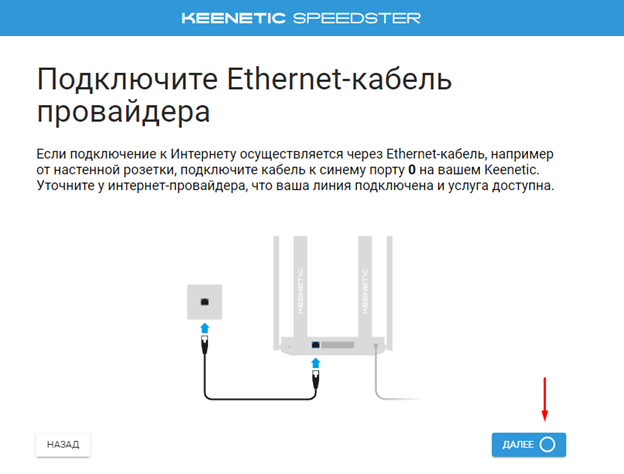 KEENETIC SPEEDSTER
Подключите Ethernet-кабель
провайдера
Если подключение к Интернету осуществляется через Ethernet-кабель, например
от настенной розетки, подключите кабель к синему порту 0 на вашем Keenetic.
Уточните у интернет-провайдера, что ваша линия подключена и услуга доступна.
KEENETIC
KEENETIC
НАЗАД
ДАЛЕЕ